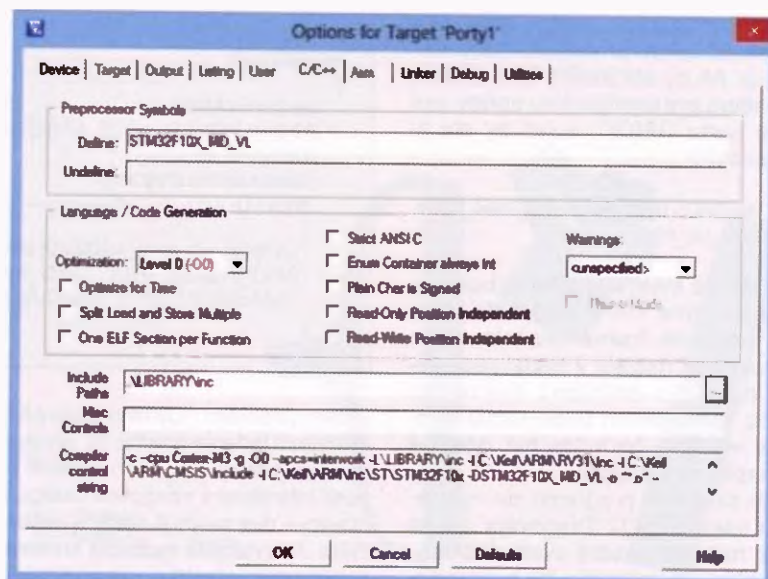 Options for Target 'Porty1'
Device Target Output Listing User C/C++ Asm Linker Debug Utilities
Preprocessor Symbols
Define: STM32F10X_MD_VL
Undefine:
Language / Code Generation
Optimization: Level 0 (-O0)
Optimize for Time
Split Load and Store Multiple
One ELF Section per Function
Strict ANSI C
Enum Container always Int
Plain Char is Signed
Read-Only Position Independent
Read-Write Position Independent
Warnings:
<unspecified>
Thumb Mode
Include Paths
.\LIBRARY\inc
...
Misc Controls
Compiler control string
-c --cpu Cortex-M3 -g -O0 --apcs=interwork -I.\LIBRARY\inc -I C:\Keil\ARM\RV31\Inc -I C:\Keil
\ARM\CMSIS\Include -I C:\Keil\ARM\Inc\ST\STM32F10x -DSTM32F10X_MD_VL -o "*.o" --
OK Cancel Defaults Help